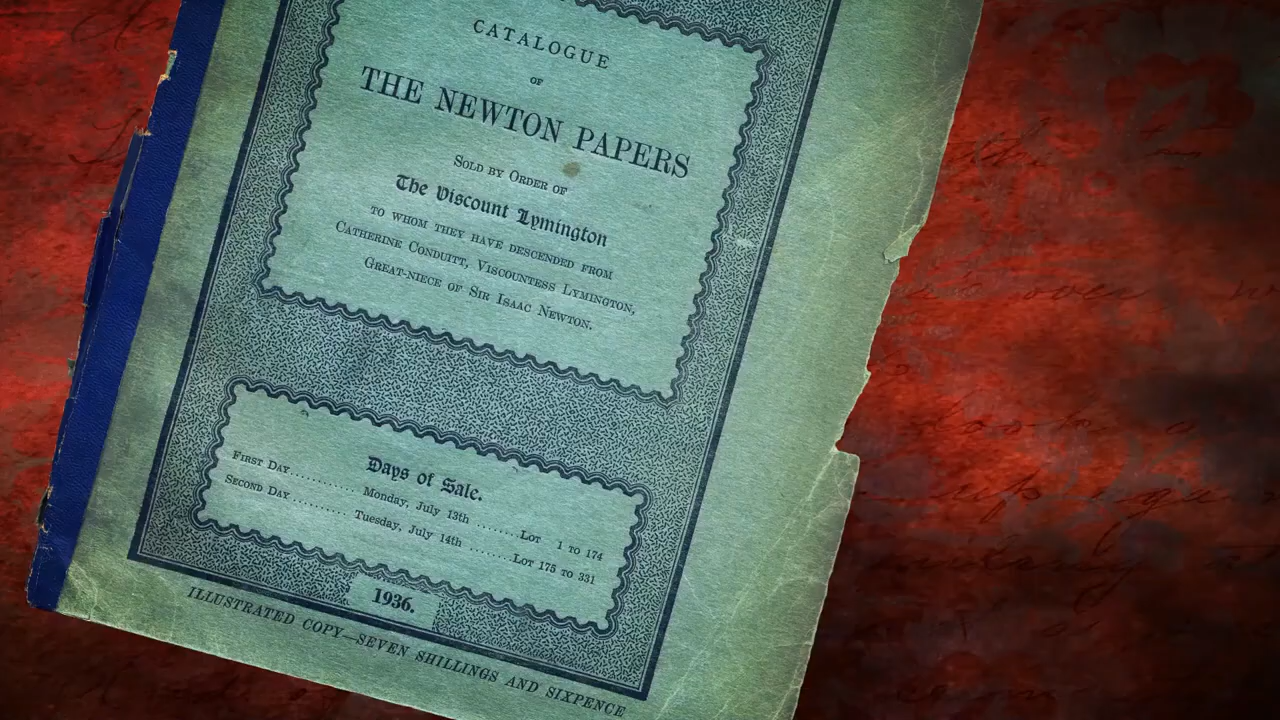 CATALOGUE
OF
THE NEWTON PAPERS
SOLD BY ORDER OF
The Viscount Lymington
TO WHOM THEY HAVE DESCENDED FROM
CATHERINE CONDUITT, VISCOUNTESS LYMINGTON,
GREAT-NIECE OF SIR ISAAC NEWTON.
Days of Sale.
FIRST DAY............ Monday, July 13th ........LOT 1 TO 174
SECOND DAY .......... Tuesday, July 14th ........LOT 175 TO 331
1936.
ILLUSTRATED COPY—SEVEN SHILLINGS AND SIXPENCE